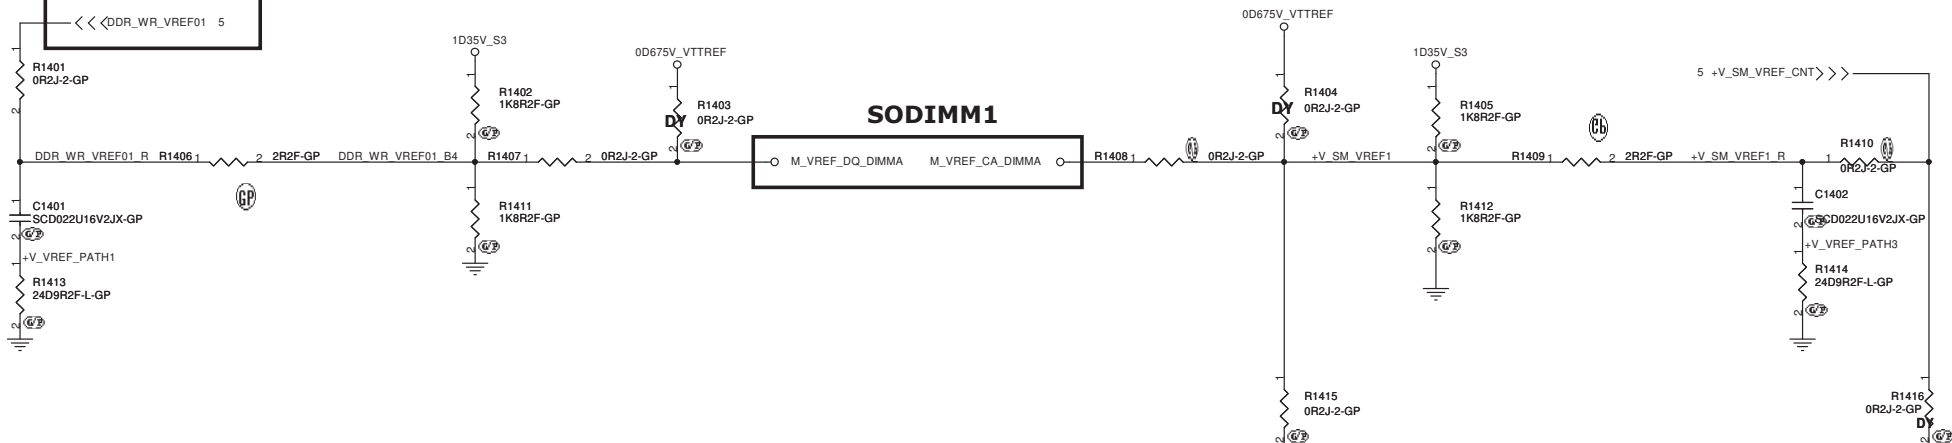 DDR_WR_VREF01 5
R1401
0R2J-2-GP
1D35V_S3
R1402
1K8R2F-GP
0D675V_VTTREF
R1403
DY 0R2J-2-GP
SODIMM1
0D675V_VTTREF
R1404
DY 0R2J-2-GP
1D35V_S3
R1405
1K8R2F-GP
5 +V_SM_VREF_CNT
DDR_WR_VREF01_R R1406 1 2 2R2F-GP DDR_WR_VREF01_B4 R1407 1 2 0R2J-2-GP
M_VREF_DQ_DIMMA M_VREF_CA_DIMMA
R1408 1 0R2J-2-GP +V_SM_VREF1 R1409 1 2 2R2F-GP +V_SM_VREF1_R 1 R1410
0R2J-2-GP
GP
C1401
SCD022U16V2JX-GP
+V_VREF_PATH1
R1413
24D9R2F-L-GP
R1411
1K8R2F-GP
R1412
1K8R2F-GP
C1402
SCD022U16V2JX-GP
+V_VREF_PATH3
R1414
24D9R2F-L-GP
R1415
0R2J-2-GP
R1416
0R2J-2-GP
DY